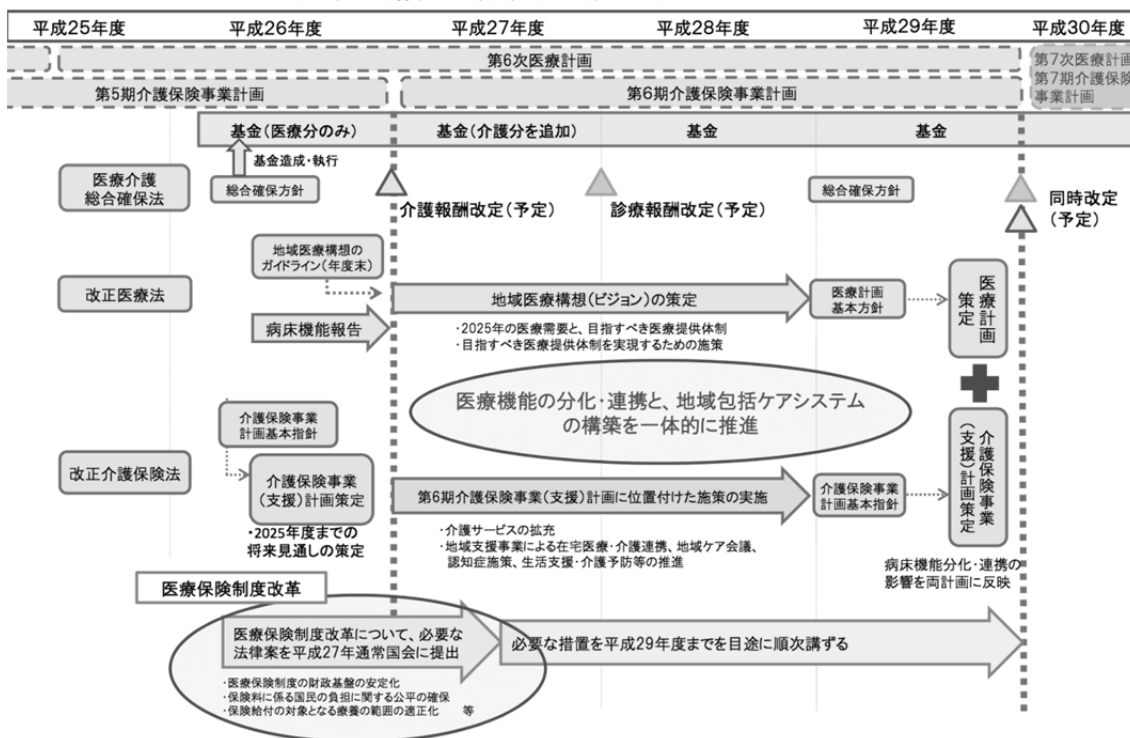 平成25年度 平成26年度 平成27年度 平成28年度 平成29年度 平成30年度
第6次医療計画
第7次医療計画
第7期介護保険
事業計画
第5期介護保険事業計画
第6期介護保険事業計画
基金(医療分のみ)
基金(介護分を追加)
基金
基金
基金造成・執行
医療介護
総合確保法
総合確保方針
介護報酬改定(予定)
診療報酬改定(予定)
総合確保方針
同時改定
(予定)
地域医療構想の
ガイドライン(年度末)
改正医療法
地域医療構想(ビジョン)の策定
医療計画
基本方針
医療計画
策定
病床機能報告
・2025年の医療需要と、目指すべき医療提供体制
・目指すべき医療提供体制を実現するための施策
医療機能の分化・連携と、地域包括ケアシステム
の構築を一体的に推進
介護保険事業
計画基本指針
改正介護保険法
介護保険事業
(支援)計画策定
・2025年度までの
将来見通しの策定
第6期介護保険事業(支援)計画に位置付けた施策の実施
介護保険事業
計画基本指針
介護保険事業
(支援)計画策定
・介護サービスの拡充
・地域支援事業による在宅医療・介護連携、地域ケア会議、
認知症施策、生活支援・介護予防等の推進
病床機能分化・連携の
影響を両計画に反映
医療保険制度改革
医療保険制度改革について、必要な
法律案を平成27年通常国会に提出
必要な措置を平成29年度までを目途に順次講ずる
・医療保険制度の財政基盤の安定化
・保険料に係る国民の負担に関する公平の確保
・保険給付の対象となる療養の範囲の適正化 等